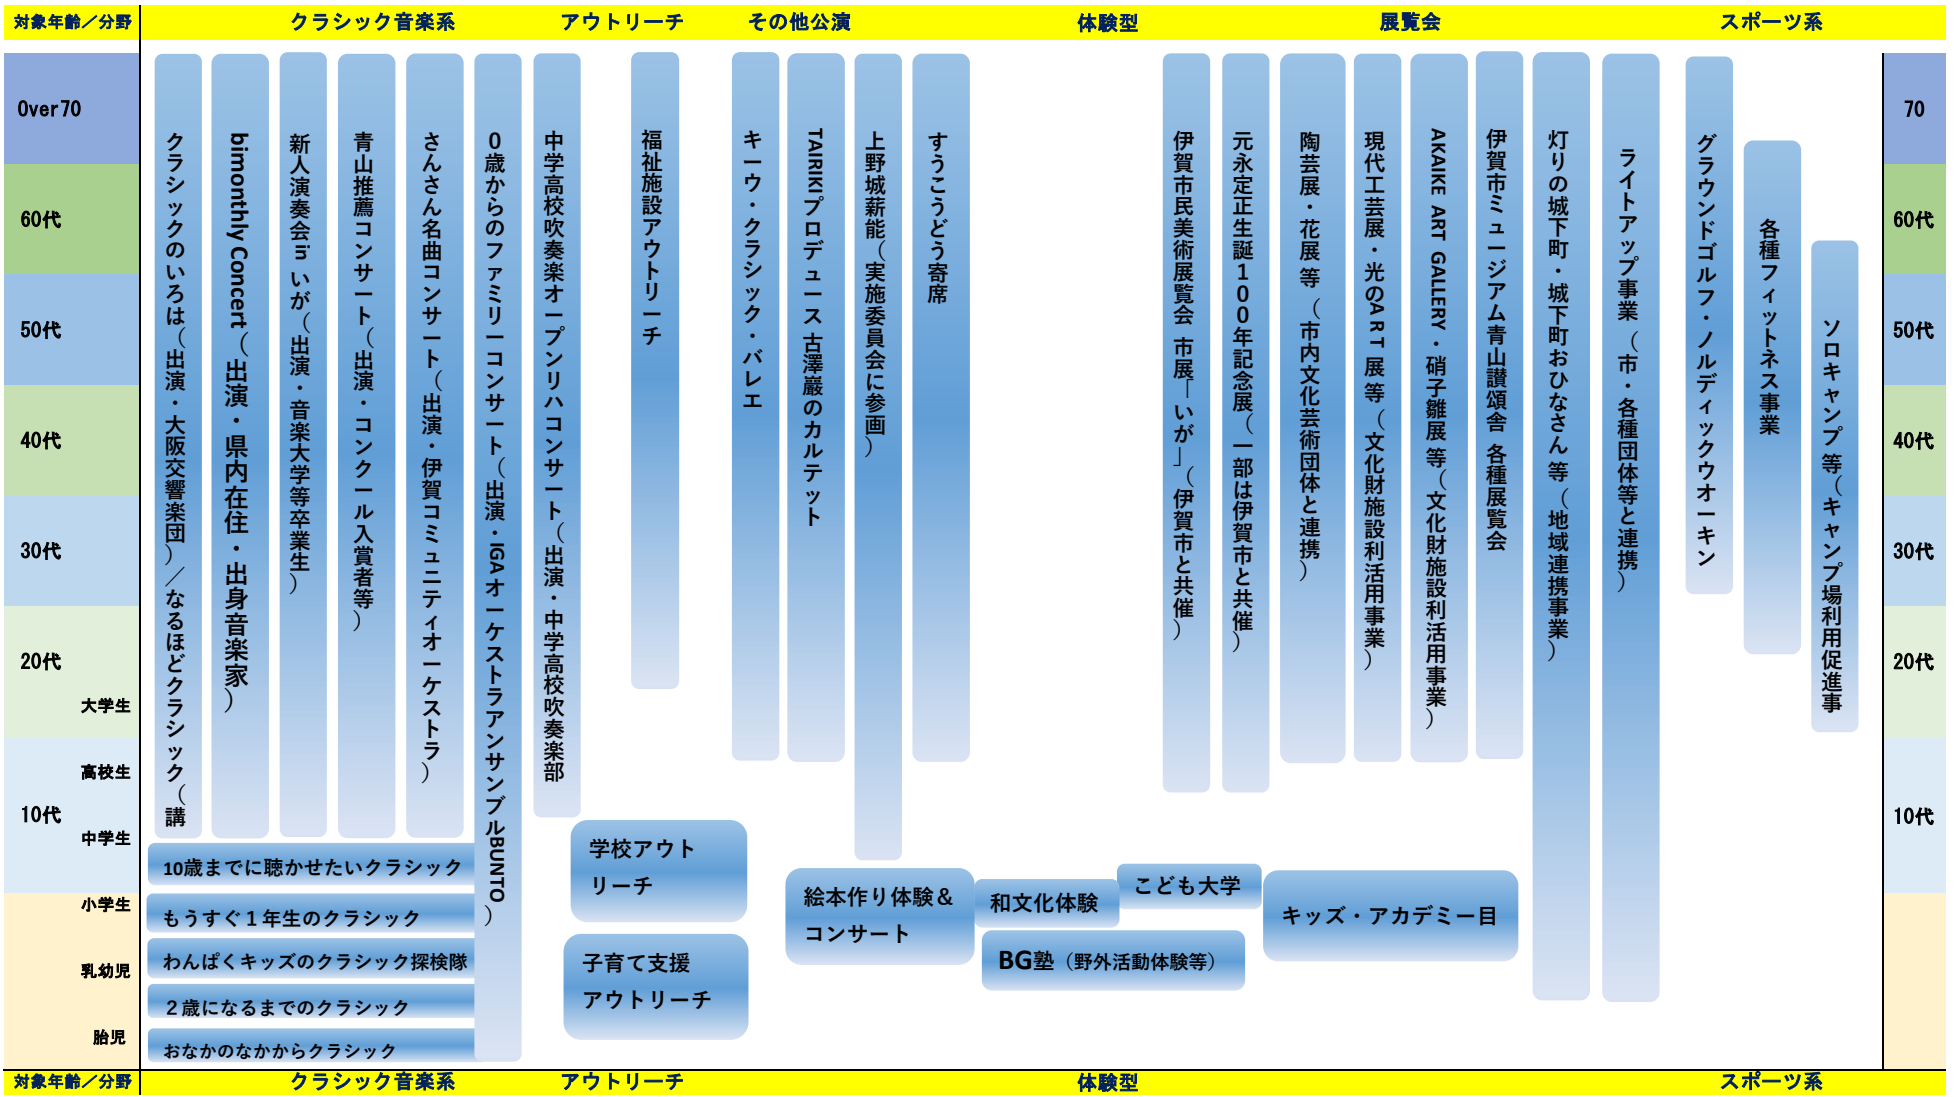 対象年齢／分野
クラシック音楽系
アウトリーチ
その他公演
体験型
展覧会
スポーツ系
Over70
60代
50代
40代
30代
20代
大学生
高校生
10代
中学生
小学生
乳幼児
胎児
クラシックのいろは（出演・大阪交響楽団）／なるほどクラシック（講
bimonthly Concert（出演・県内在住・出身音楽家）
新人演奏会 in いが（出演・音楽大学等卒業生）
青山推薦コンサート（出演・コンクール入賞者等）
さんさん名曲コンサート（出演・伊賀コミュニティオーケストラ）
0歳からのファミリーコンサート（出演・IGAオーケストラアンサンブルBUNTO）
中学高校吹奏楽オープンリハコンサート（出演・中学高校吹奏楽部
福祉施設アウトリーチ
キーウ・クラシック・バレエ
TAIRIKIプロデュース 古澤巖のカルテット
上野城薪能（実施委員会に参画）
すうこうどう寄席
伊賀市民美術展覧会 市展「いが」（伊賀市と共催）
元永定正生誕100年記念展（一部は伊賀市と共催）
陶芸展・花展 等（市内文化芸術団体と連携）
現代工芸展・光のART展 等（文化財施設利活用事業）
AKAIKE ART GALLERY・硝子雛展 等（文化財施設利活用事業）
伊賀市ミュージアム青山讃頌舎 各種展覧会
灯りの城下町・城下町おひなさん 等（地域連携事業）
ライトアップ事業（市・各種団体等と連携）
グラウンドゴルフ・ノルディックウオーキン
各種フィットネス事業
ソロキャンプ 等（キャンプ場利用促進事
10歳までに聴かせたいクラシック
もうすぐ１年生のクラシック
わんぱくキッズのクラシック探検隊
２歳になるまでのクラシック
おなかのなかからクラシック
学校アウト
リーチ
子育て支援
アウトリーチ
絵本作り体験＆
コンサート
和文化体験
こども大学
BG塾（野外活動体験等）
キッズ・アカデミー目
70
60代
50代
40代
30代
20代
10代
対象年齢／分野
クラシック音楽系
アウトリーチ
体験型
スポーツ系